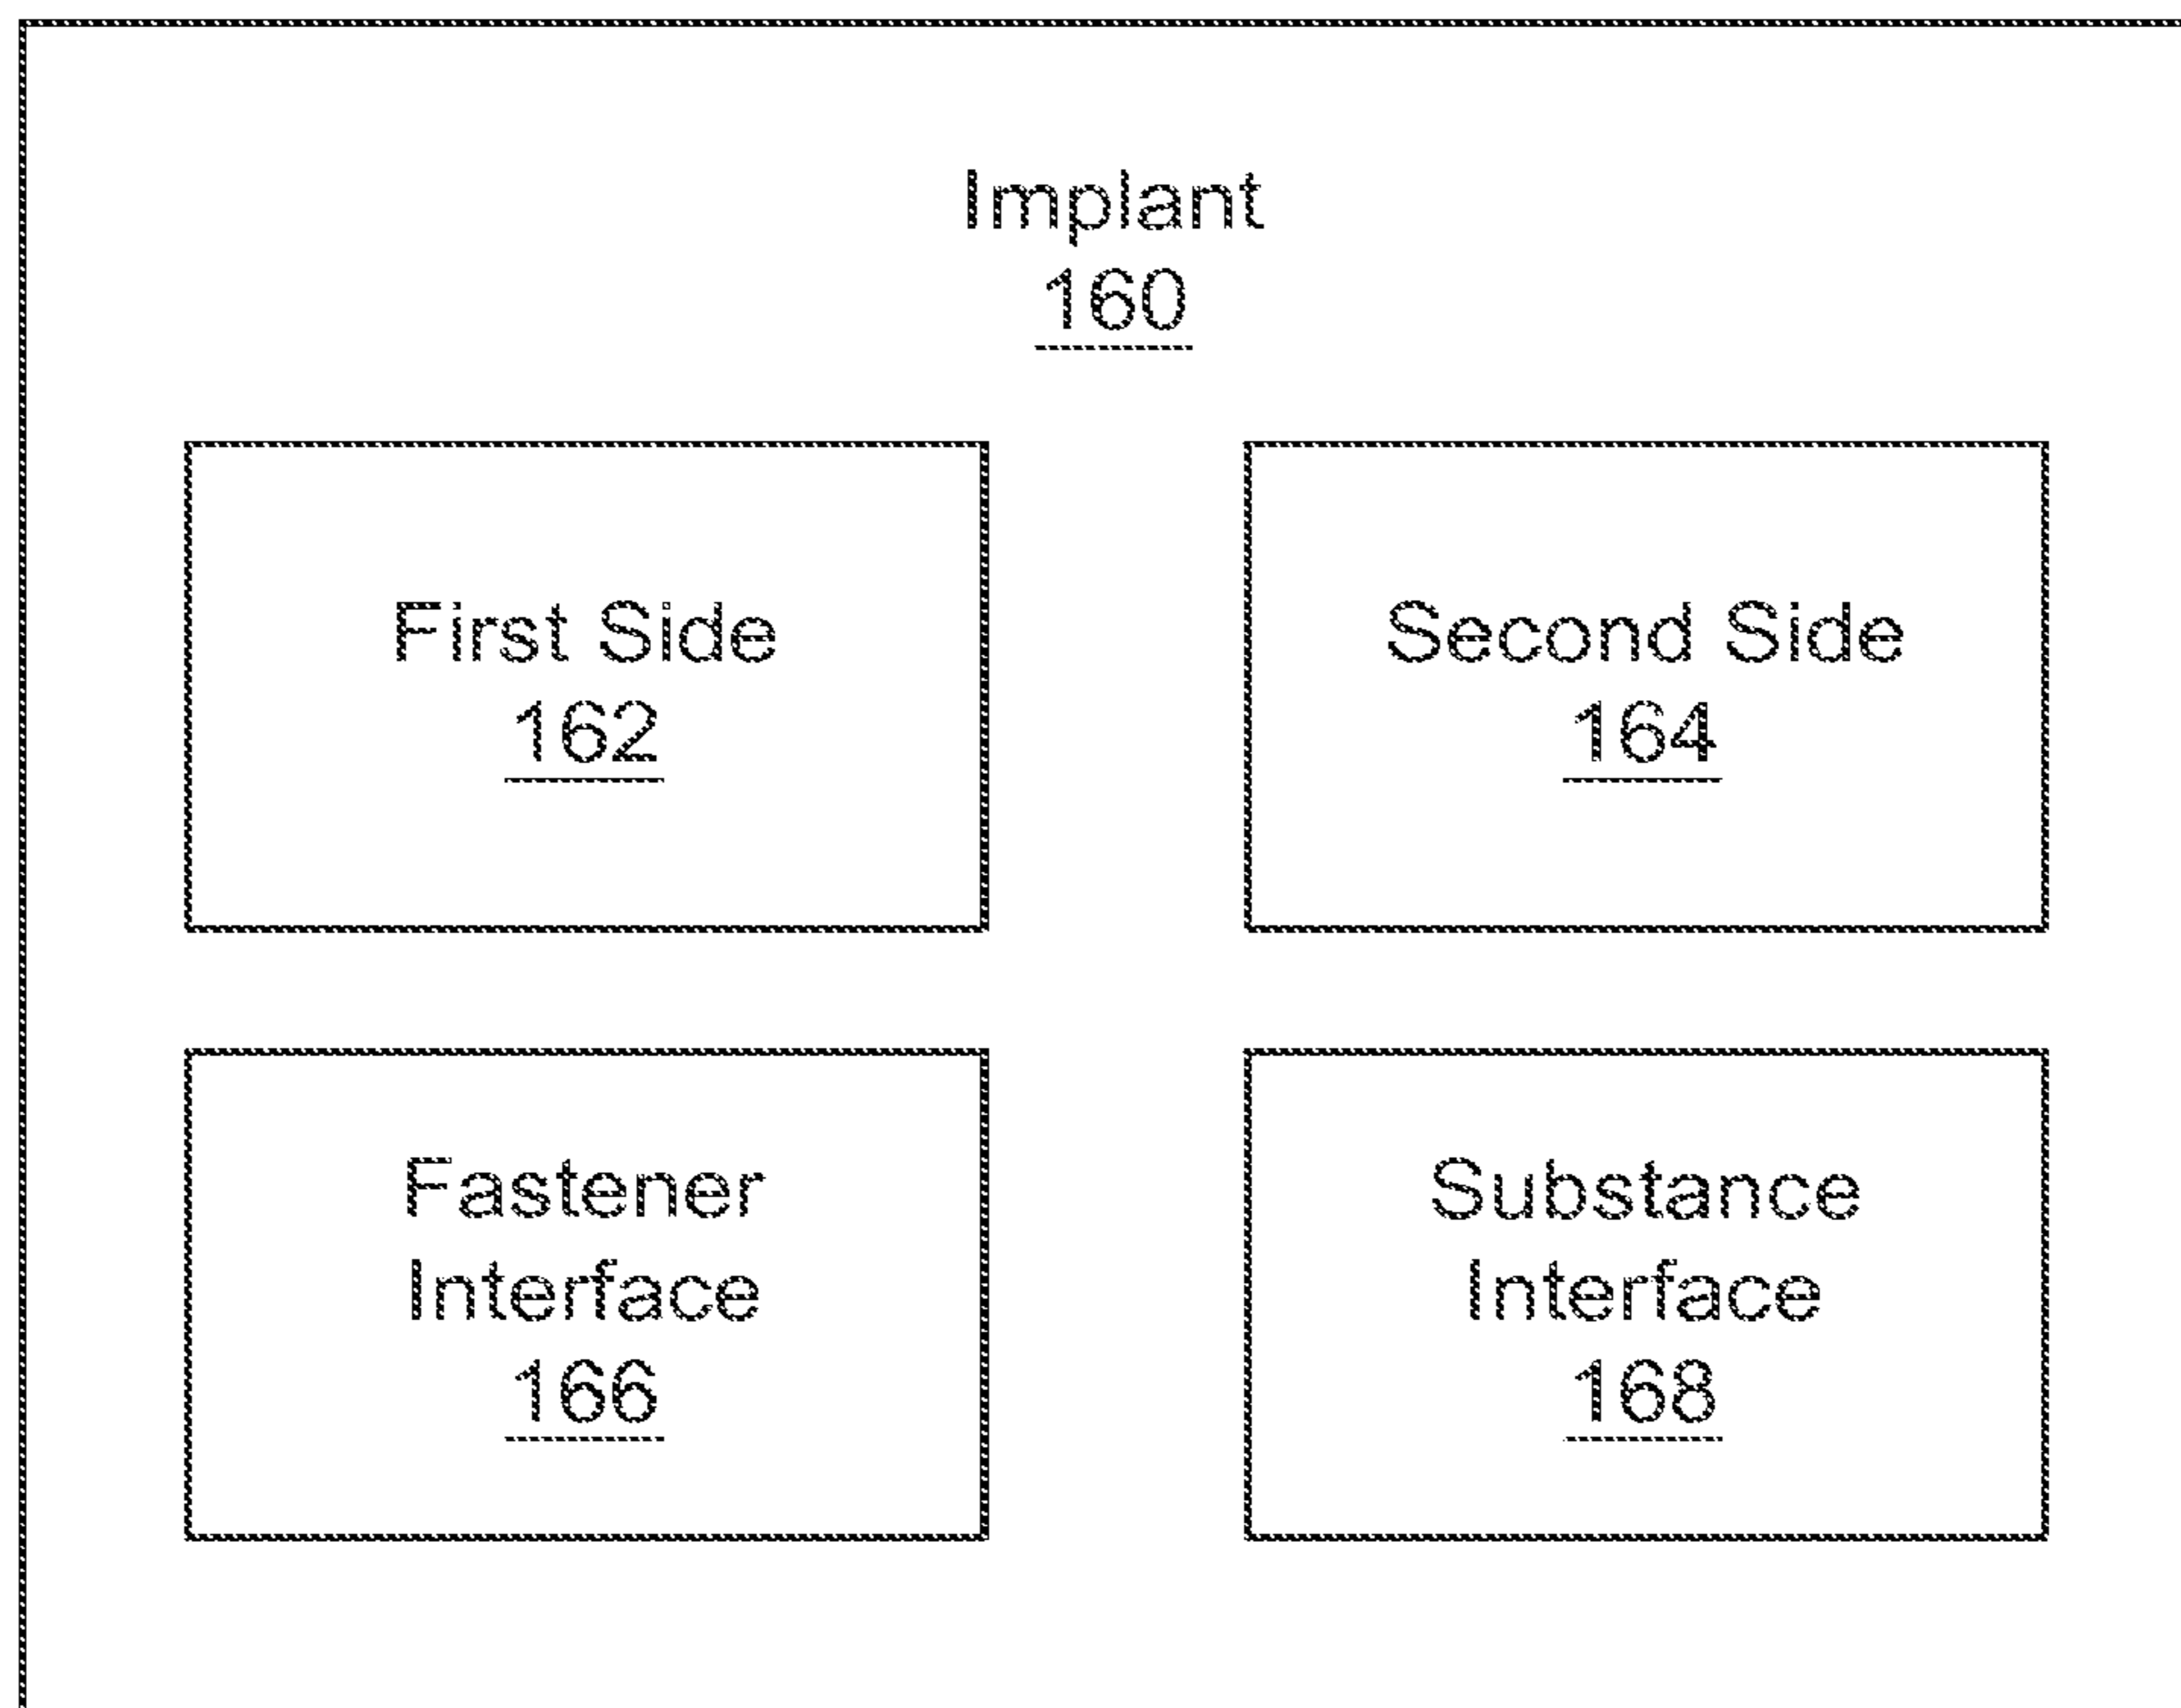 Implant
160
First Side
162
Second Side
164
Fastener
Interface
166
Substance
Interface
168